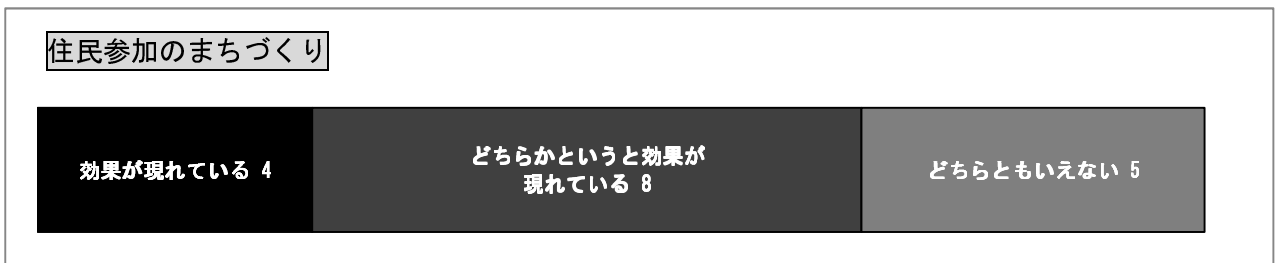 住民参加のまちづくり
効果が現れている 4
どちらかというと効果が
現れている 8
どちらともいえない 5